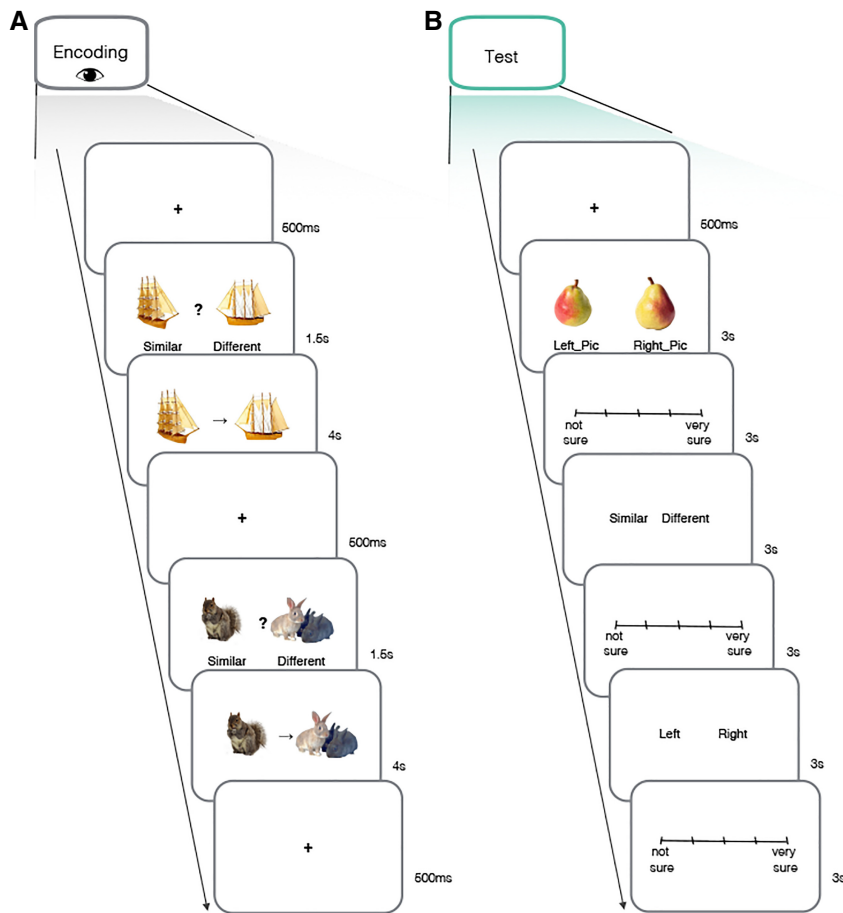 A
Encoding
+
500ms
?
Similar Different
1.5s
→
4s
+
500ms
?
Similar Different
1.5s
→
4s
+
500ms
B
Test
+
500ms
Left_Pic Right_Pic
3s
not very
sure sure
3s
Similar Different
3s
not very
sure sure
3s
Left Right
3s
not very
sure sure
3s